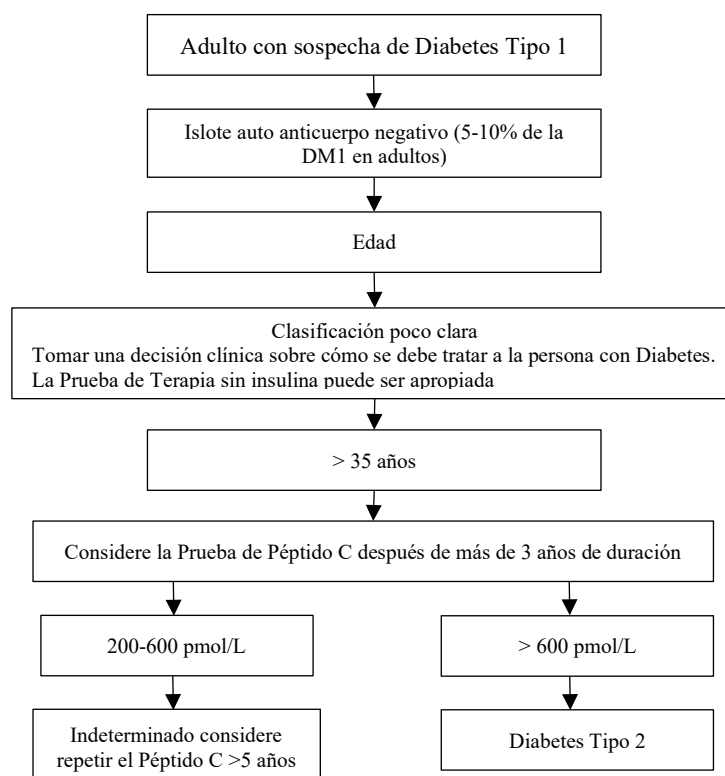 Adulto con sospecha de Diabetes Tipo 1
Islote auto anticuerpo negativo (5-10% de la
DM1 en adultos)
Edad
Clasificación poco clara
Tomar una decisión clínica sobre cómo se debe tratar a la persona con Diabetes.
La Prueba de Terapia sin insulina puede ser apropiada
> 35 años
Considere la Prueba de Péptido C después de más de 3 años de duración
200-600 pmol/L
> 600 pmol/L
Indeterminado considere
repetir el Péptido C >5 años
Diabetes Tipo 2